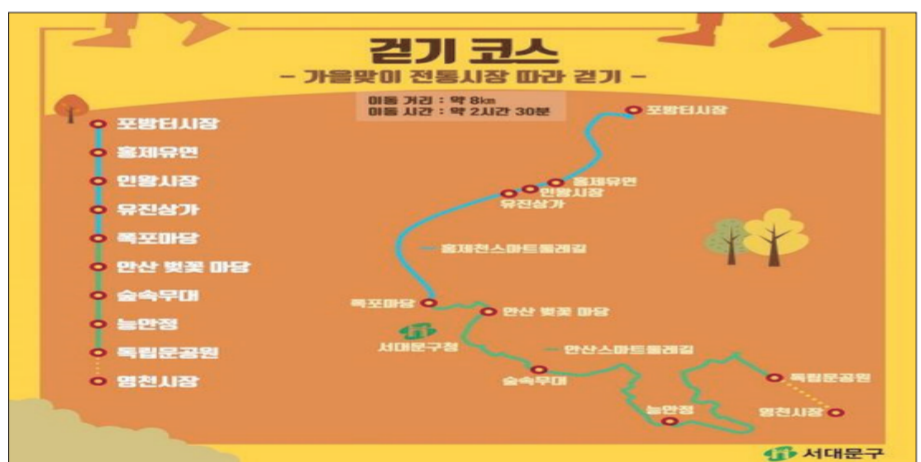 걷기 코스
- 가을맞이 전통시장 따라 걷기 -
이동 거리 : 약 8km
이동 시간 : 약 2시간 30분
포방터시장
홍제유연
인왕시장
유진상가
폭포마당
안산 벚꽃 마당
숲속무대
능안정
독립문공원
영천시장
포방터시장
홍제유연
인왕시장
유진상가
홍제천스마트둘레길
폭포마당
안산 벚꽃 마당
서대문구청
안산스마트둘레길
숲속무대
독립문공원
능안정
영천시장
서대문구